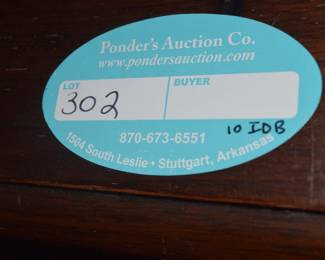 Ponder's Auction Co.
www.pondersauction.com
LOT BUYER
302
870-673-6551
10 IDB
1504 South Leslie • Stuttgart, Arkansas